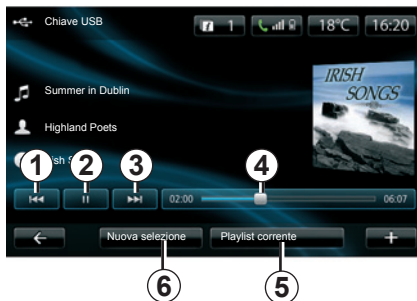 Chiave USB
1
18°C
16:20
IRISH
SONGS
Summer in Dublin
Highland Poets
1
2
3
4
02:00
06:07
Nuova selezione
Playlist corrente
6
5